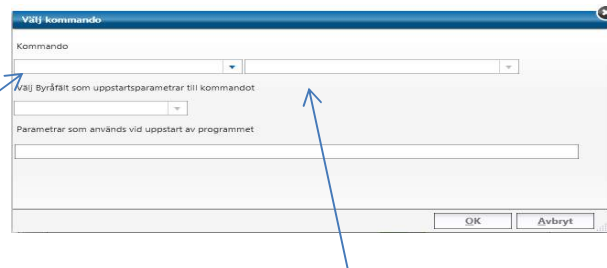 Välj kommando
Kommando
Välj Byråfält som uppstartsparametrar till kommandot
Parametrar som används vid uppstart av programmet
OK Avbryt